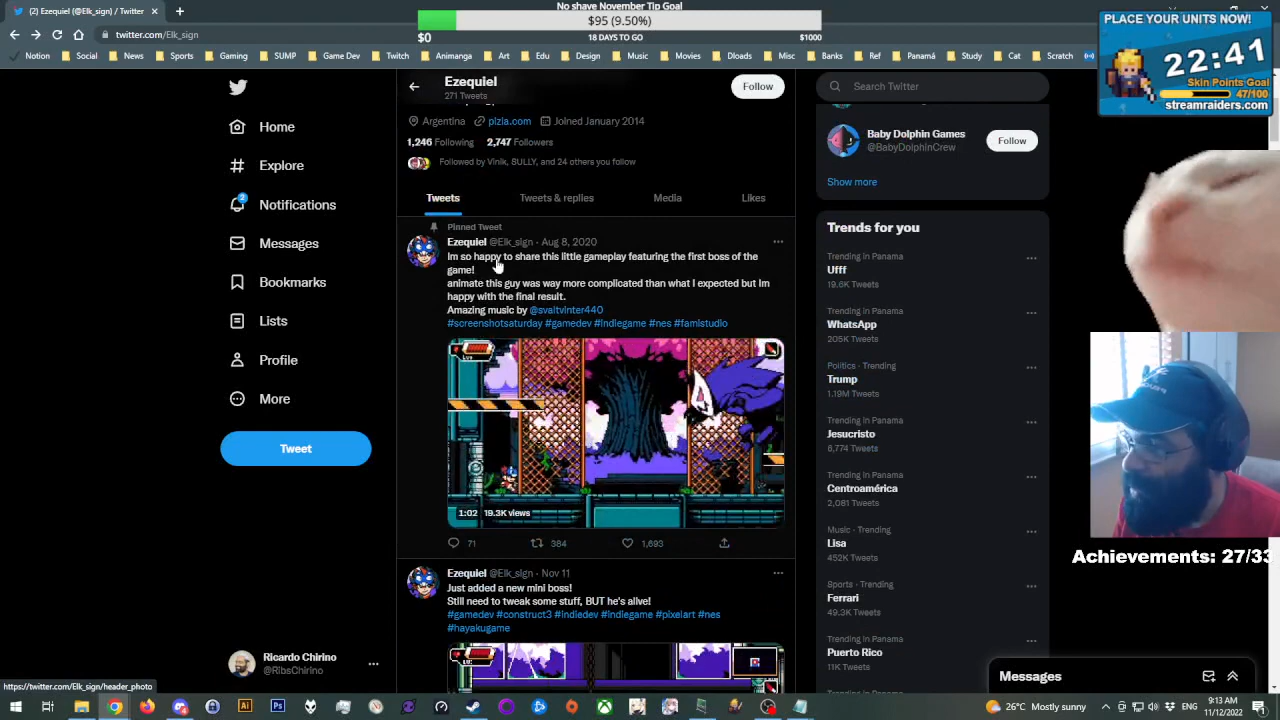 (2) Ezequiel (@Elk_sign) / Twitter
No shave November Tip Goal
$95 (9.50%)
$0
18 DAYS TO GO
$1000
PLACE YOUR UNITS NOW!
22:41
Skin Points Goal
47/100
streamraiders.com
twitter.com/Elk_sign
Notion
Social
News
Sports
Gaming
SUMP
Game Dev
Twitch
Animanga
Art
Edu
Design
Music
Movies
Dloads
Misc
Banks
Ref
Panamá
Study
Cat
Scratch
Home
Explore
2
Notifications
Messages
Bookmarks
Lists
Profile
More
Tweet
Ricardo Chirino
@RibsChirino
https://twitter.com/Elk_sign/header_photo
Ezequiel
271 Tweets
Follow
Argentina
plzia.com
Joined January 2014
1,246 Following
2,747 Followers
Followed by Vinik, SULLY, and 24 others you follow
Tweets
Tweets & replies
Media
Likes
Pinned Tweet
Ezequiel @Elk_sign · Aug 8, 2020
Im so happy to share this little gameplay featuring the first boss of the
game!
animate this guy was way more complicated than what I expected but Im
happy with the final result.
Amazing music by @svaltvinter440
#screenshotsaturday #gamedev #indiegame #nes #famistudio
1:02
19.3K views
71
384
1,693
Ezequiel @Elk_sign · Nov 11
Just added a new mini boss!
Still need to tweak some stuff, BUT he's alive!
#gamedev #construct3 #indiedev #indiegame #pixelart #nes
#hayakugame
Search Twitter
Baby Dolphin Games
@BabyDolphinCrew
Follow
Show more
Trends for you
Trending in Panama
Ufff
19.6K Tweets
Trending in Panama
WhatsApp
205K Tweets
Politics · Trending
Trump
1.19M Tweets
Trending in Panama
Jesucristo
6,774 Tweets
Trending in Panama
Centroamérica
2,081 Tweets
Music · Trending
Lisa
452K Tweets
Sports · Trending
Ferrari
49.3K Tweets
Trending in Panama
Puerto Rico
11K Tweets
Achievements: 27/33
Messages
26°C Mostly sunny
9:13 AM
11/12/2022